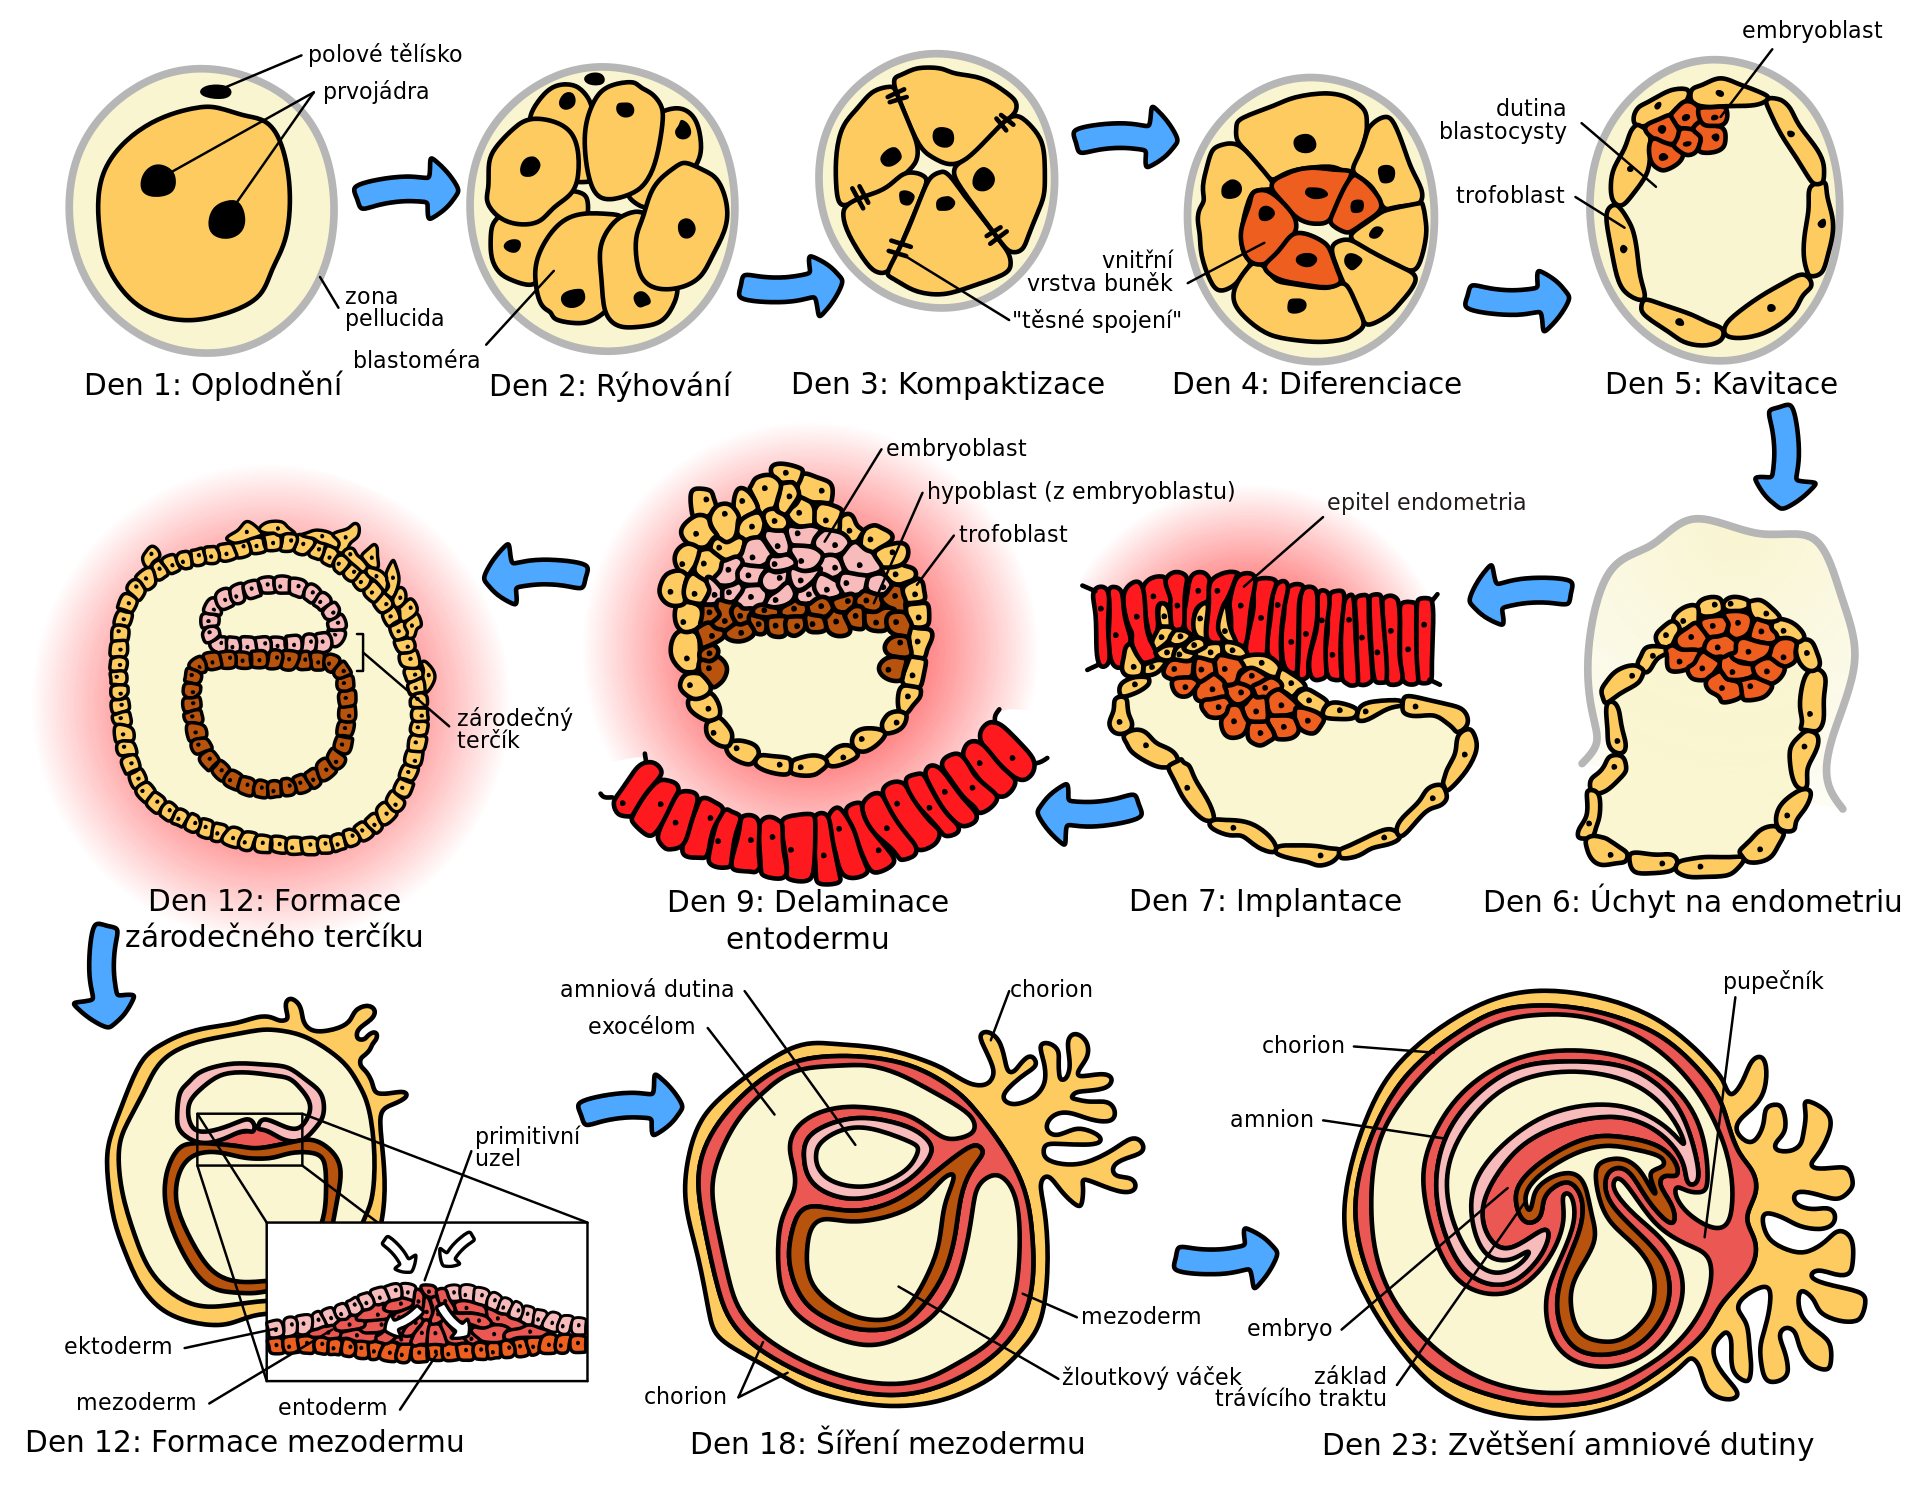 polové tělísko
prvojádra
zona
pellucida
Den 1: Oplodnění
blastoméra
Den 2: Rýhování
"těsné spojení"
Den 3: Kompaktizace
vnitřní
vrstva buněk
Den 4: Diferenciace
embryoblast
dutina
blastocysty
trofoblast
Den 5: Kavitace
zárodečný
terčík
Den 12: Formace
zárodečného terčíku
embryoblast
hypoblast (z embryoblastu)
trofoblast
Den 9: Delaminace
entodermu
epitel endometria
Den 7: Implantace
Den 6: Úchyt na endometriu
primitivní
uzel
ektoderm
mezoderm
entoderm
Den 12: Formace mezodermu
amniová dutina
exocélom
chorion
mezoderm
žloutkový váček
chorion
Den 18: Šíření mezodermu
pupečník
chorion
amnion
embryo
základ
trávícího traktu
Den 23: Zvětšení amniové dutiny